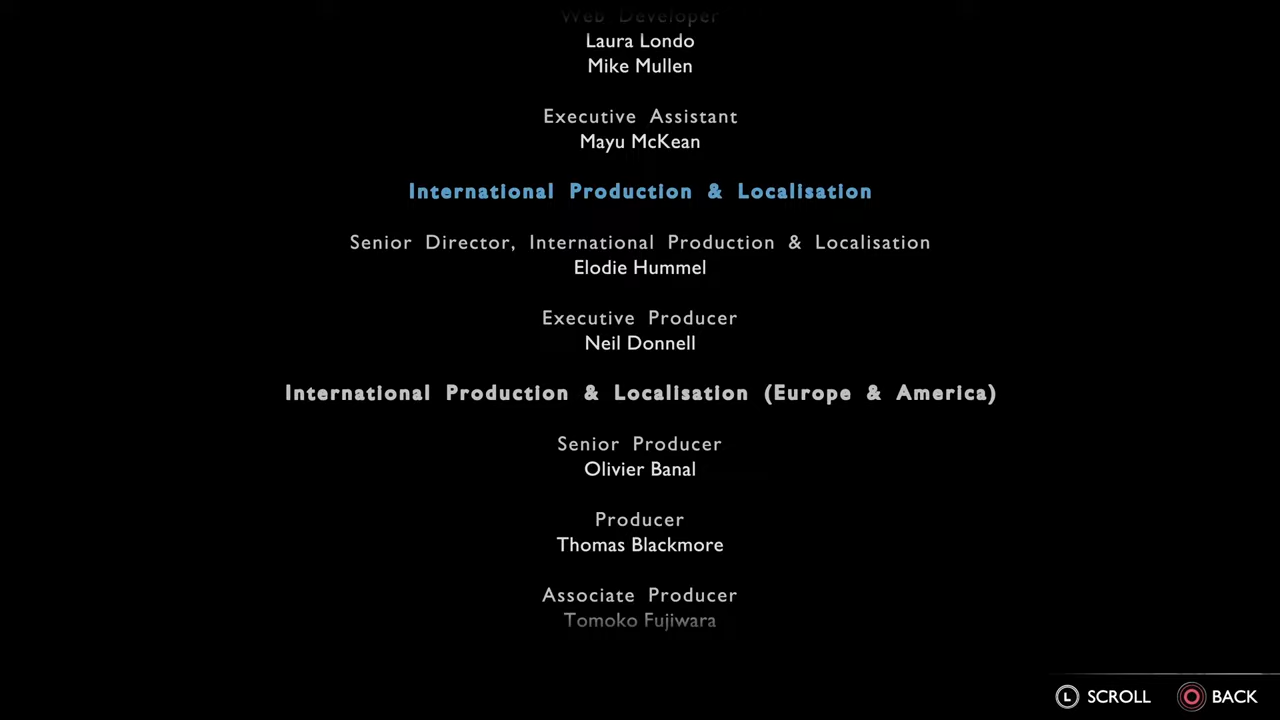 Web Developer
Laura Londo
Mike Mullen
Executive Assistant
Mayu McKean
International Production & Localisation
Senior Director, International Production & Localisation
Elodie Hummel
Executive Producer
Neil Donnell
International Production & Localisation (Europe & America)
Senior Producer
Olivier Banal
Producer
Thomas Blackmore
Associate Producer
Tomoko Fujiwara
L SCROLL BACK